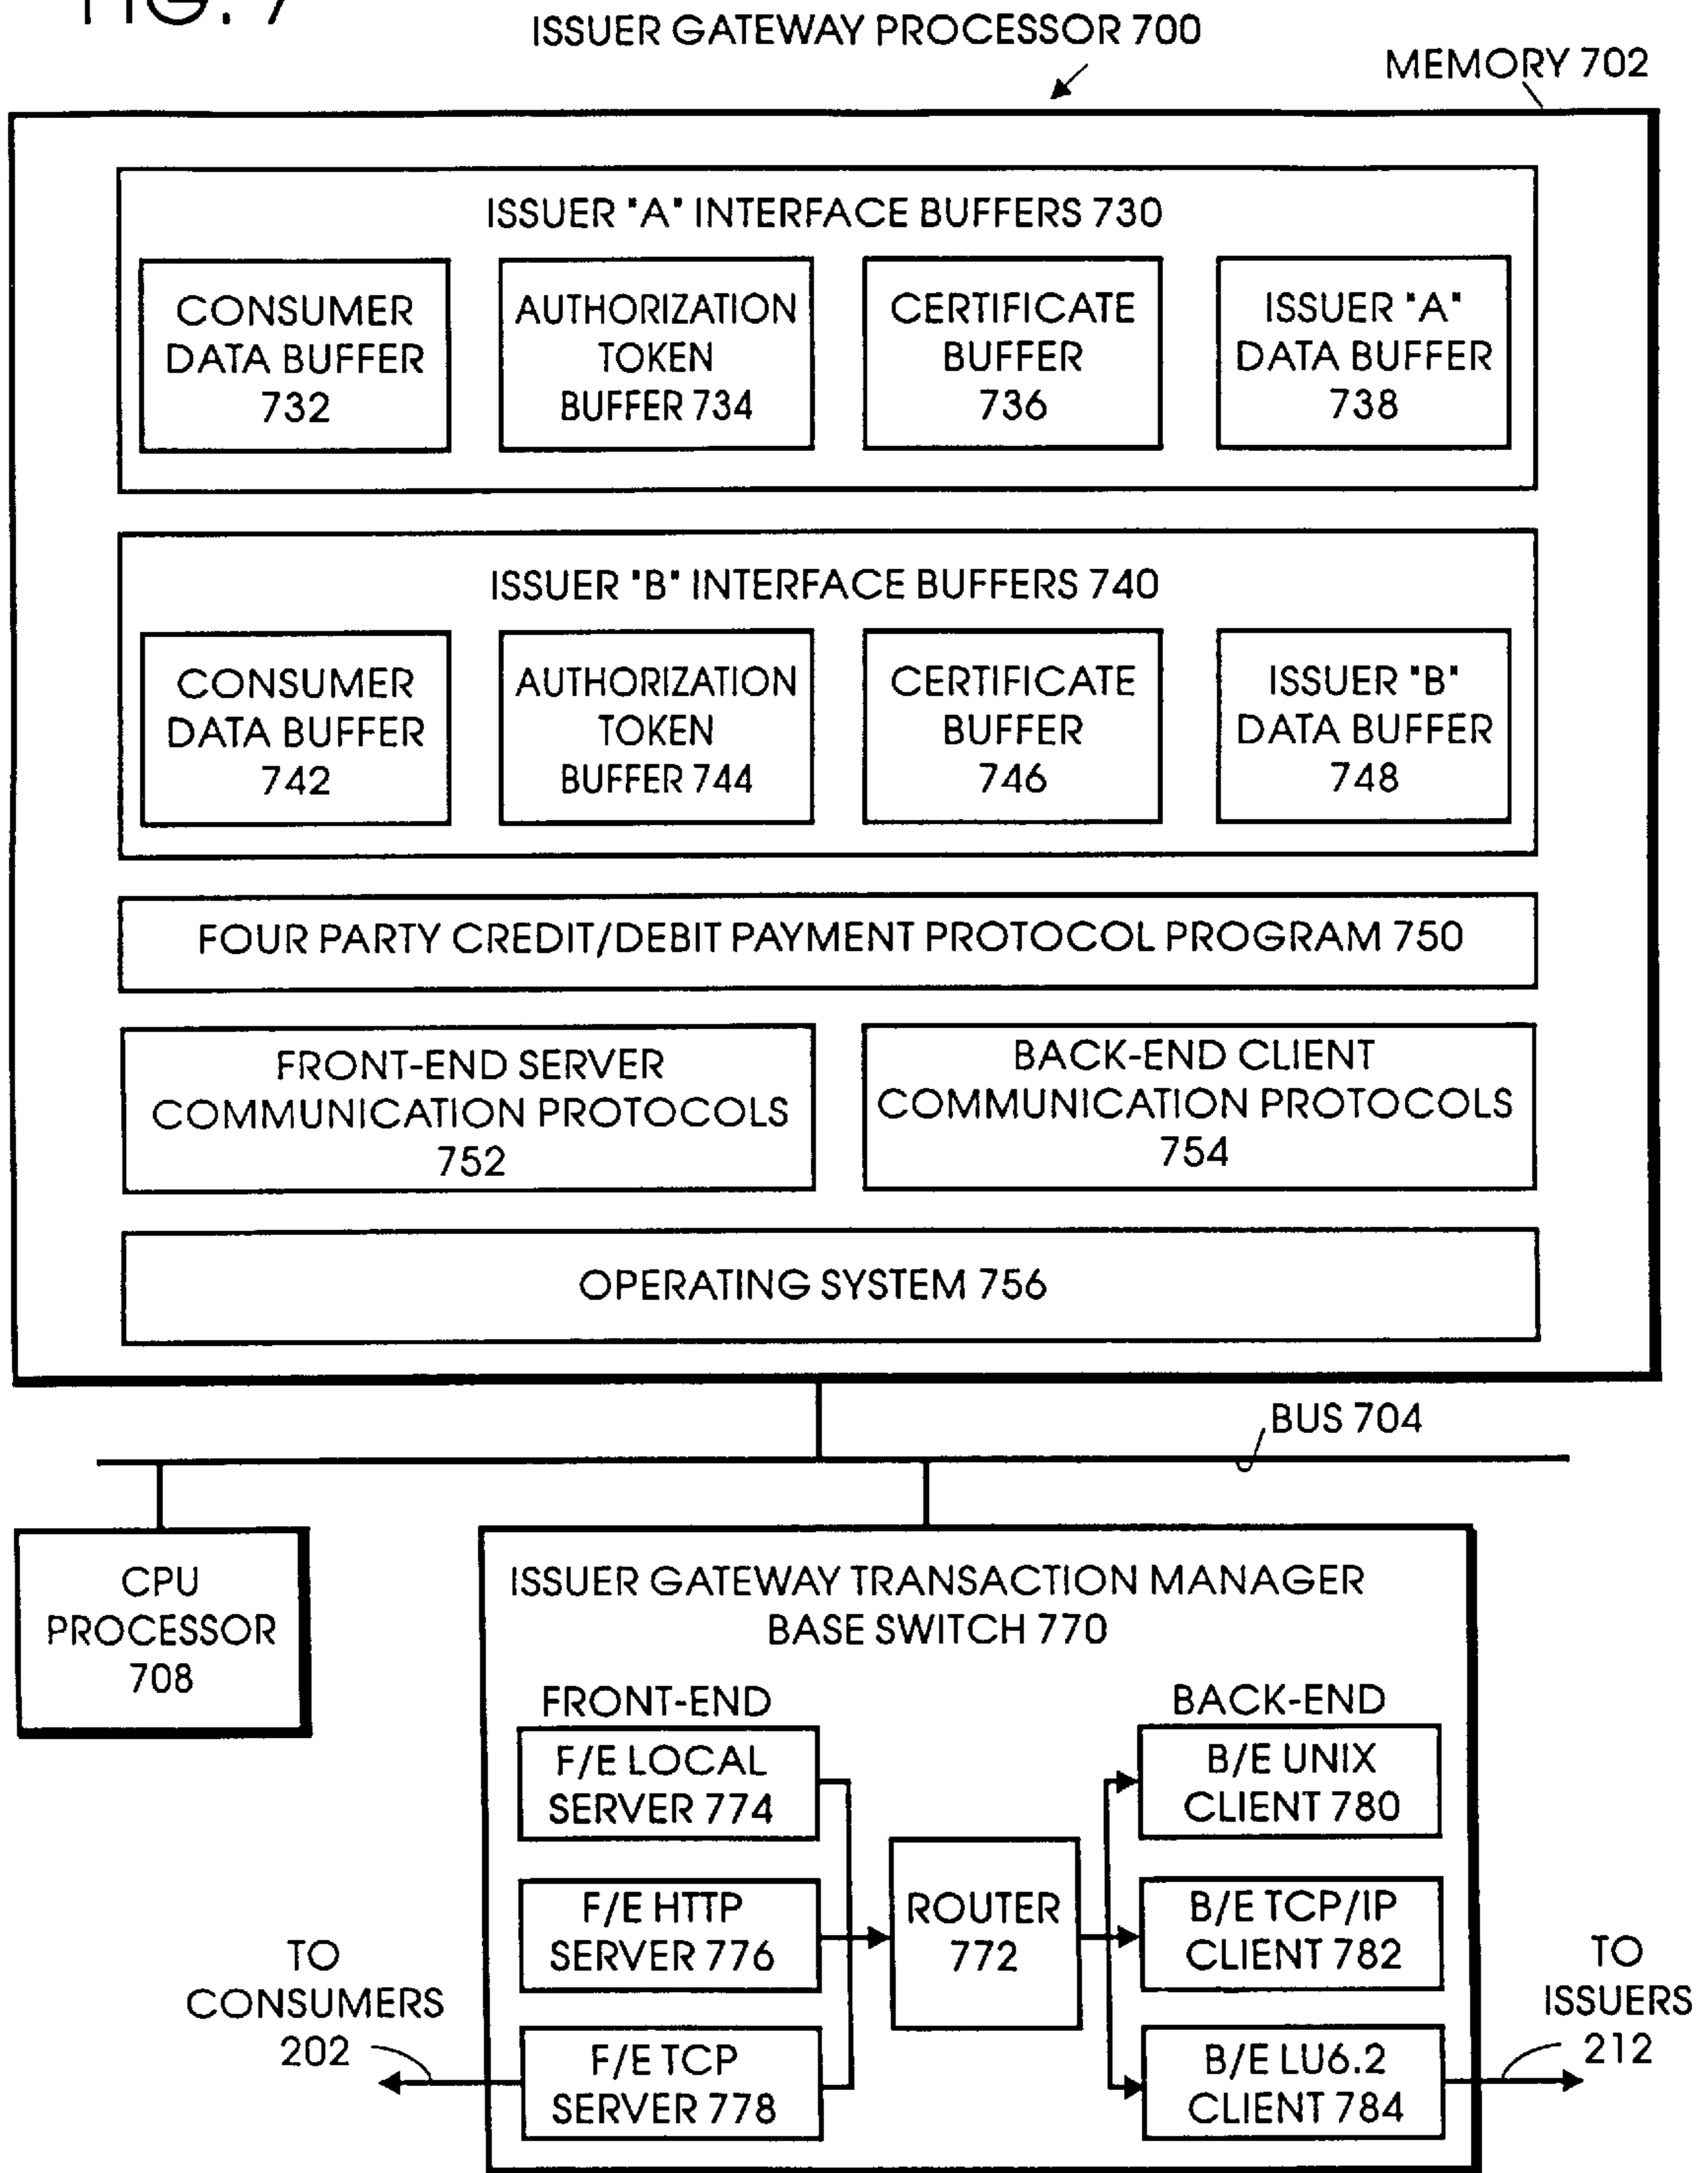 FIG. 7
ISSUER GATEWAY PROCESSOR 700
MEMORY 702
ISSUER "A" INTERFACE BUFFERS 730
CONSUMER
DATA BUFFER
732
AUTHORIZATION
TOKEN
BUFFER 734
CERTIFICATE
BUFFER
736
ISSUER "A"
DATA BUFFER
738
ISSUER "B" INTERFACE BUFFERS 740
CONSUMER
DATA BUFFER
742
AUTHORIZATION
TOKEN
BUFFER 744
CERTIFICATE
BUFFER
746
ISSUER "B"
DATA BUFFER
748
FOUR PARTY CREDIT/DEBIT PAYMENT PROTOCOL PROGRAM 750
FRONT-END SERVER
COMMUNICATION PROTOCOLS
752
BACK-END CLIENT
COMMUNICATION PROTOCOLS
754
OPERATING SYSTEM 756
BUS 704
CPU
PROCESSOR
708
ISSUER GATEWAY TRANSACTION MANAGER
BASE SWITCH 770
FRONT-END
F/E LOCAL
SERVER 774
F/E HTTP
SERVER 776
F/E TCP
SERVER 778
ROUTER
772
BACK-END
B/E UNIX
CLIENT 780
B/E TCP/IP
CLIENT 782
B/E LU6.2
CLIENT 784
TO
CONSUMERS
202
TO
ISSUERS
212